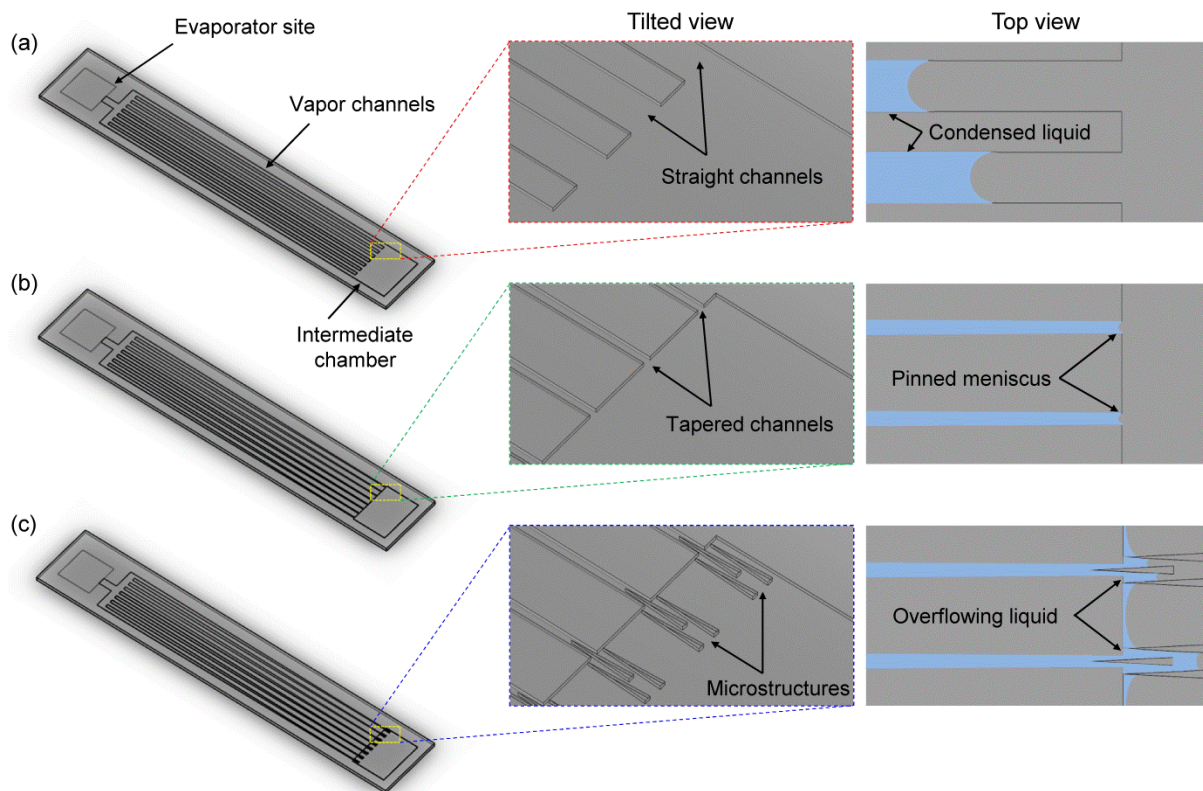 Tilted view
Top view
(a)
Evaporator site
Vapor channels
Straight channels
Condensed liquid
(b)
Intermediate
chamber
Tapered channels
Pinned meniscus
(c)
Microstructures
Overflowing liquid